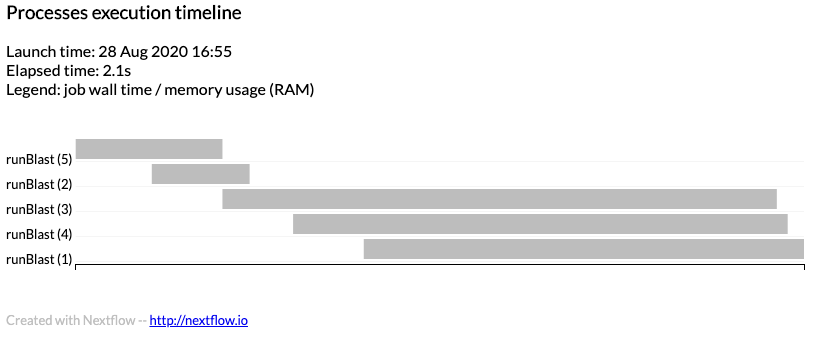 Processes execution timeline
Launch time: 28 Aug 2020 16:55
Elapsed time: 2.1s
Legend: job wall time / memory usage (RAM)
runBlast (5)
runBlast (2)
runBlast (3)
runBlast (4)
runBlast (1)
Created with Nextflow -- http://nextflow.io